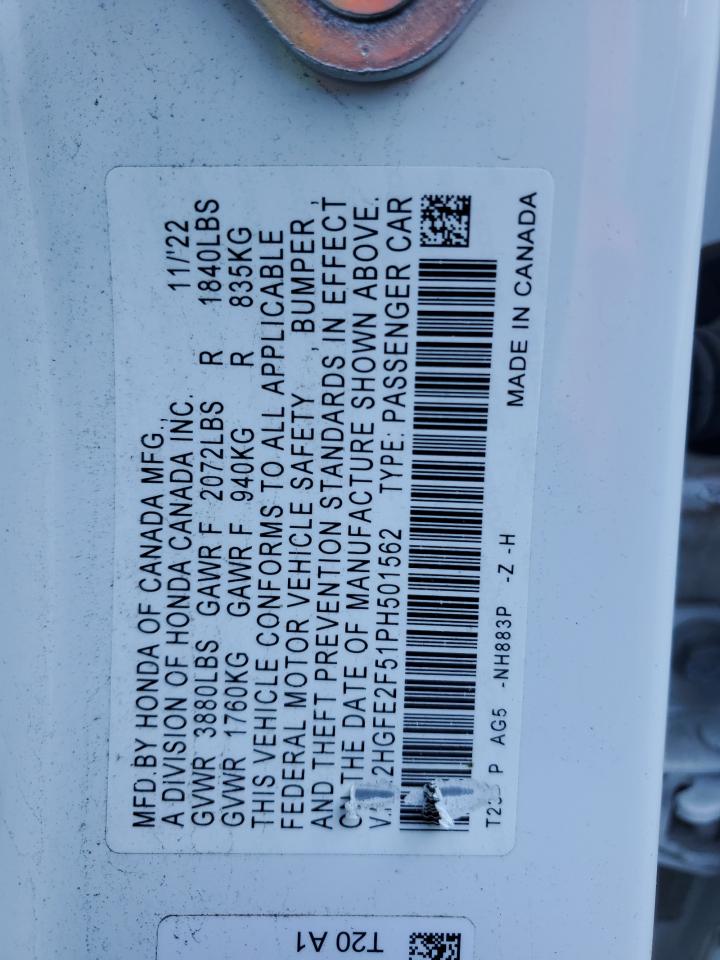 MFD.BY HONDA OF CANADA MFG.,
A DIVISION OF HONDA CANADA INC. 11/'22
GVWR 3880LBS GAWR F 2072LBS R 1840LBS
GVWR 1760KG GAWR F 940KG R 835KG
THIS VEHICLE CONFORMS TO ALL APPLICABLE
FEDERAL MOTOR VEHICLE SAFETY , BUMPER ,
AND THEFT PREVENTION STANDARDS IN EFFECT
THE DATE OF MANUFACTURE SHOWN ABOVE.
2HGFE2F51PH501562 TYPE: PASSENGER CAR
P AG5 -NH883P -Z -H MADE IN CANADA
T20 A1